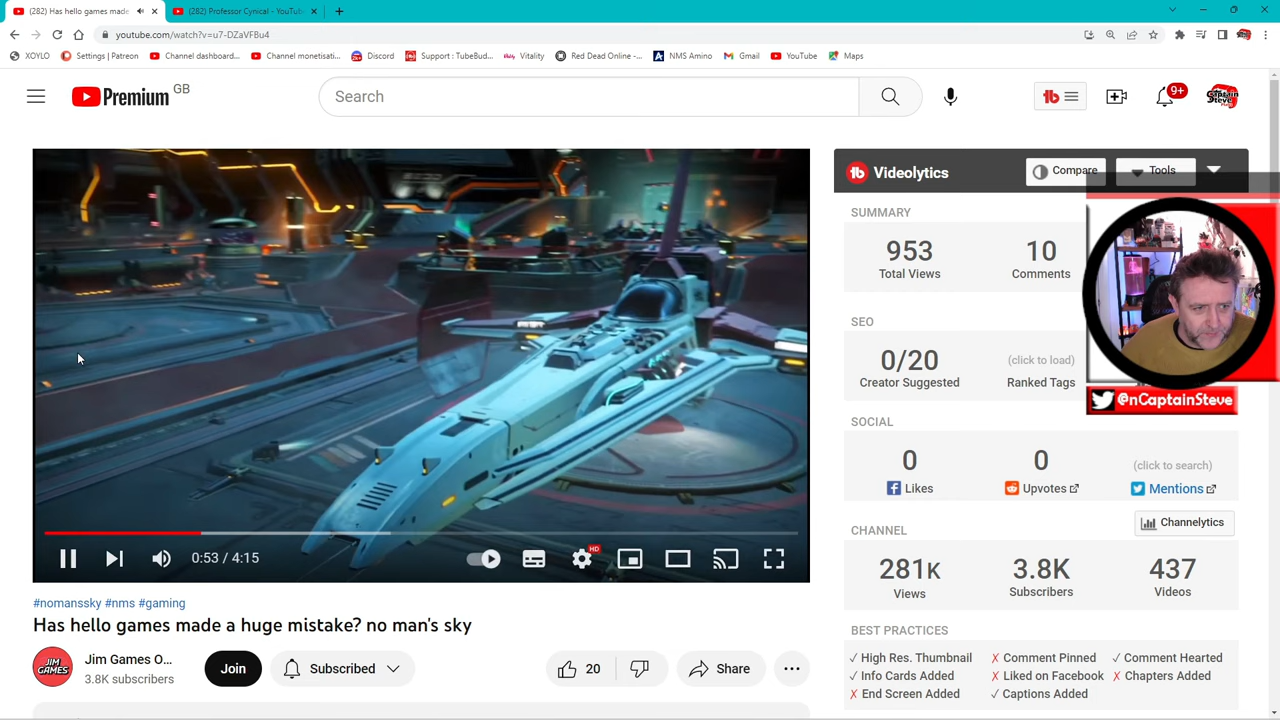 (282) Has hello games made
(282) Professor Cynical - YouTu
youtube.com/watch?v=u7-DZaVFBu4
XOYLO
Settings | Patreon
Channel dashboard...
Channel monetisati...
Discord
Support : TubeBud...
Vitality
Red Dead Online -...
NMS Amino
Gmail
YouTube
Maps
Premium GB
Search
9+
Videolytics
Compare
Tools
SUMMARY
953 10
Total Views Comments
SEO
0/20 (click to load)
Creator Suggested Ranked Tags
SOCIAL
0 0 (click to search)
Likes Upvotes Mentions
CHANNEL Channelytics
281K 3.8K 437
Views Subscribers Videos
BEST PRACTICES
High Res. Thumbnail Comment Pinned Comment Hearted
Info Cards Added Liked on Facebook Chapters Added
End Screen Added Captions Added
@nCaptainSteve
0:53 / 4:15
HD
#nomanssky #nms #gaming
Has hello games made a huge mistake? no man's sky
JIM
GAMES
Jim Games O...
3.8K subscribers
Join
Subscribed
20
Share